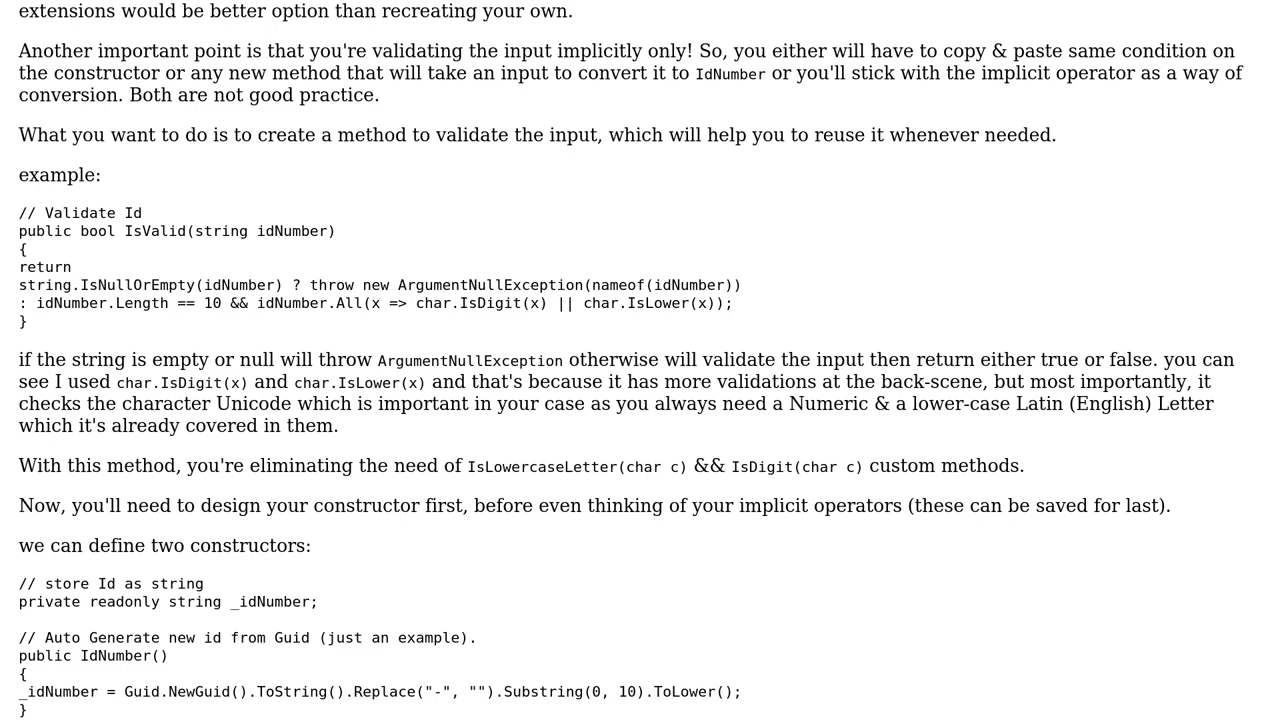 extensions would be better option than recreating your own.
Another important point is that you're validating the input implicitly only! So, you either will have to copy & paste same condition on
the constructor or any new method that will take an input to convert it to IdNumber or you'll stick with the implicit operator as a way of
conversion. Both are not good practice.
What you want to do is to create a method to validate the input, which will help you to reuse it whenever needed.
example:
// Validate Id
public bool IsValid(string idNumber)
{
return
string.IsNullOrEmpty(idNumber) ? throw new ArgumentNullException(nameof(idNumber))
: idNumber.Length == 10 && idNumber.All(x => char.IsDigit(x) || char.IsLower(x));
}
if the string is empty or null will throw ArgumentNullException otherwise will validate the input then return either true or false. you can
see I used char.IsDigit(x) and char.IsLower(x) and that's because it has more validations at the back-scene, but most importantly, it
checks the character Unicode which is important in your case as you always need a Numeric & a lower-case Latin (English) Letter
which it's already covered in them.
With this method, you're eliminating the need of IsLowercaseLetter(char c) && IsDigit(char c) custom methods.
Now, you'll need to design your constructor first, before even thinking of your implicit operators (these can be saved for last).
we can define two constructors:
// store Id as string
private readonly string _idNumber;
// Auto Generate new id from Guid (just an example).
public IdNumber()
{
_idNumber = Guid.NewGuid().ToString().Replace("-", "").Substring(0, 10).ToLower();
}